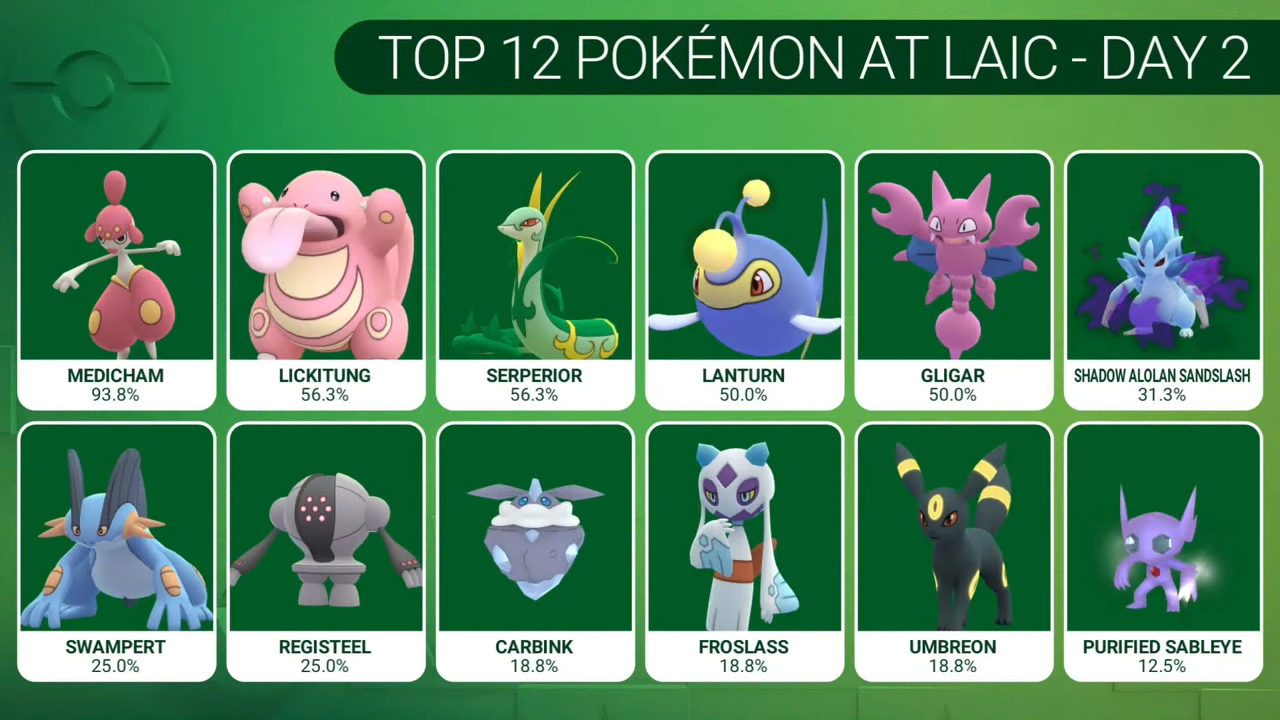 TOP 12 POKÉMON AT LAIC - DAY 2
MEDICHAM
93.8%
LICKITUNG
56.3%
SERPERIOR
56.3%
LANTURN
50.0%
GLIGAR
50.0%
SHADOW ALOLAN SANDSLASH
31.3%
SWAMPERT
25.0%
REGISTEEL
25.0%
CARBINK
18.8%
FROSLASS
18.8%
UMBREON
18.8%
PURIFIED SABLEYE
12.5%